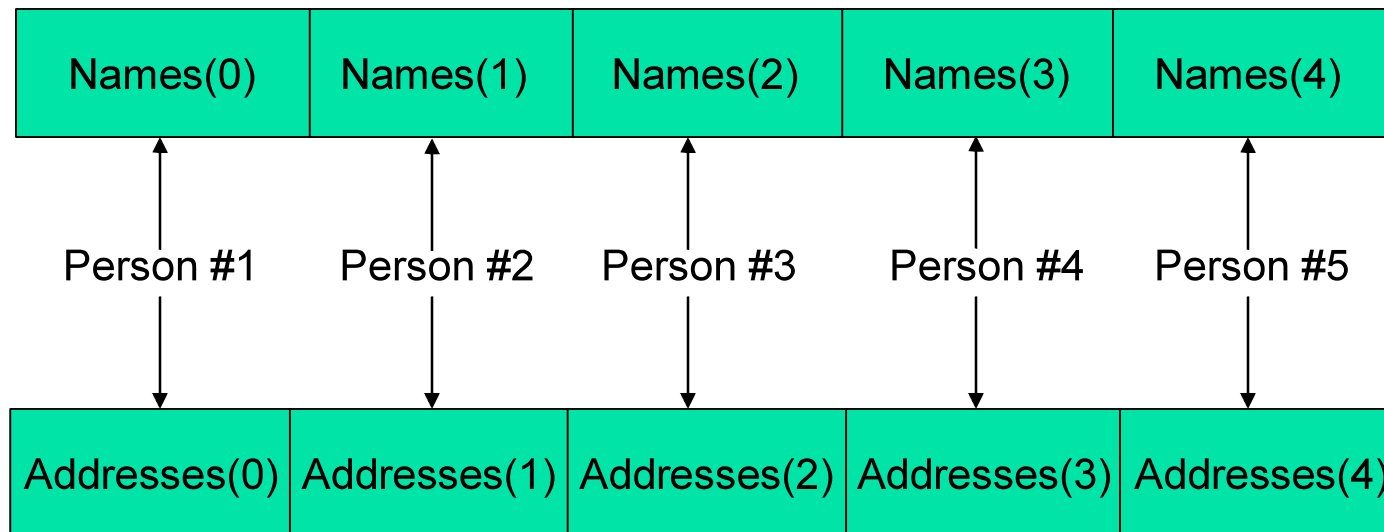 Names(0) Names(1) Names(2) Names(3) Names(4)
Person #1 Person #2 Person #3 Person #4 Person #5
Addresses(0) Addresses(1) Addresses(2) Addresses(3) Addresses(4)